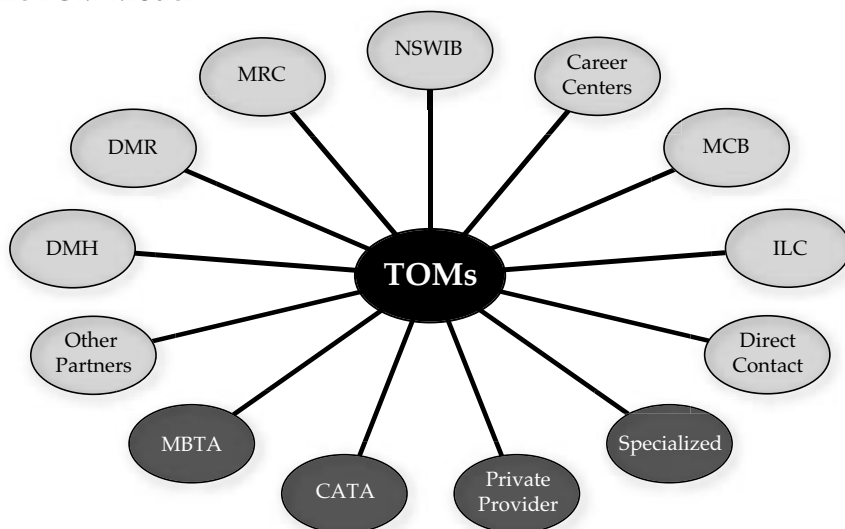 NSWIB
MRC
Career
Centers
DMR
MCB
DMH
TOMs
ILC
Other
Partners
Direct
Contact
MBTA
Specialized
CATA
Private
Provider